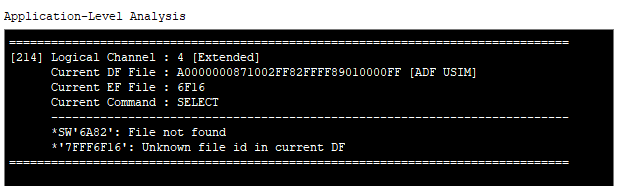 Application-Level Analysis
================================================================================
[214] Logical Channel : 4 [Extended]
Current DF File : A0000000871002FF82FFFF89010000FF [ADF USIM]
Current EF File : 6F16
Current Command : SELECT
--------------------------------------------------------------------------
*SW'6A82': File not found
*'7FFF6F16': Unknown file id in current DF
================================================================================